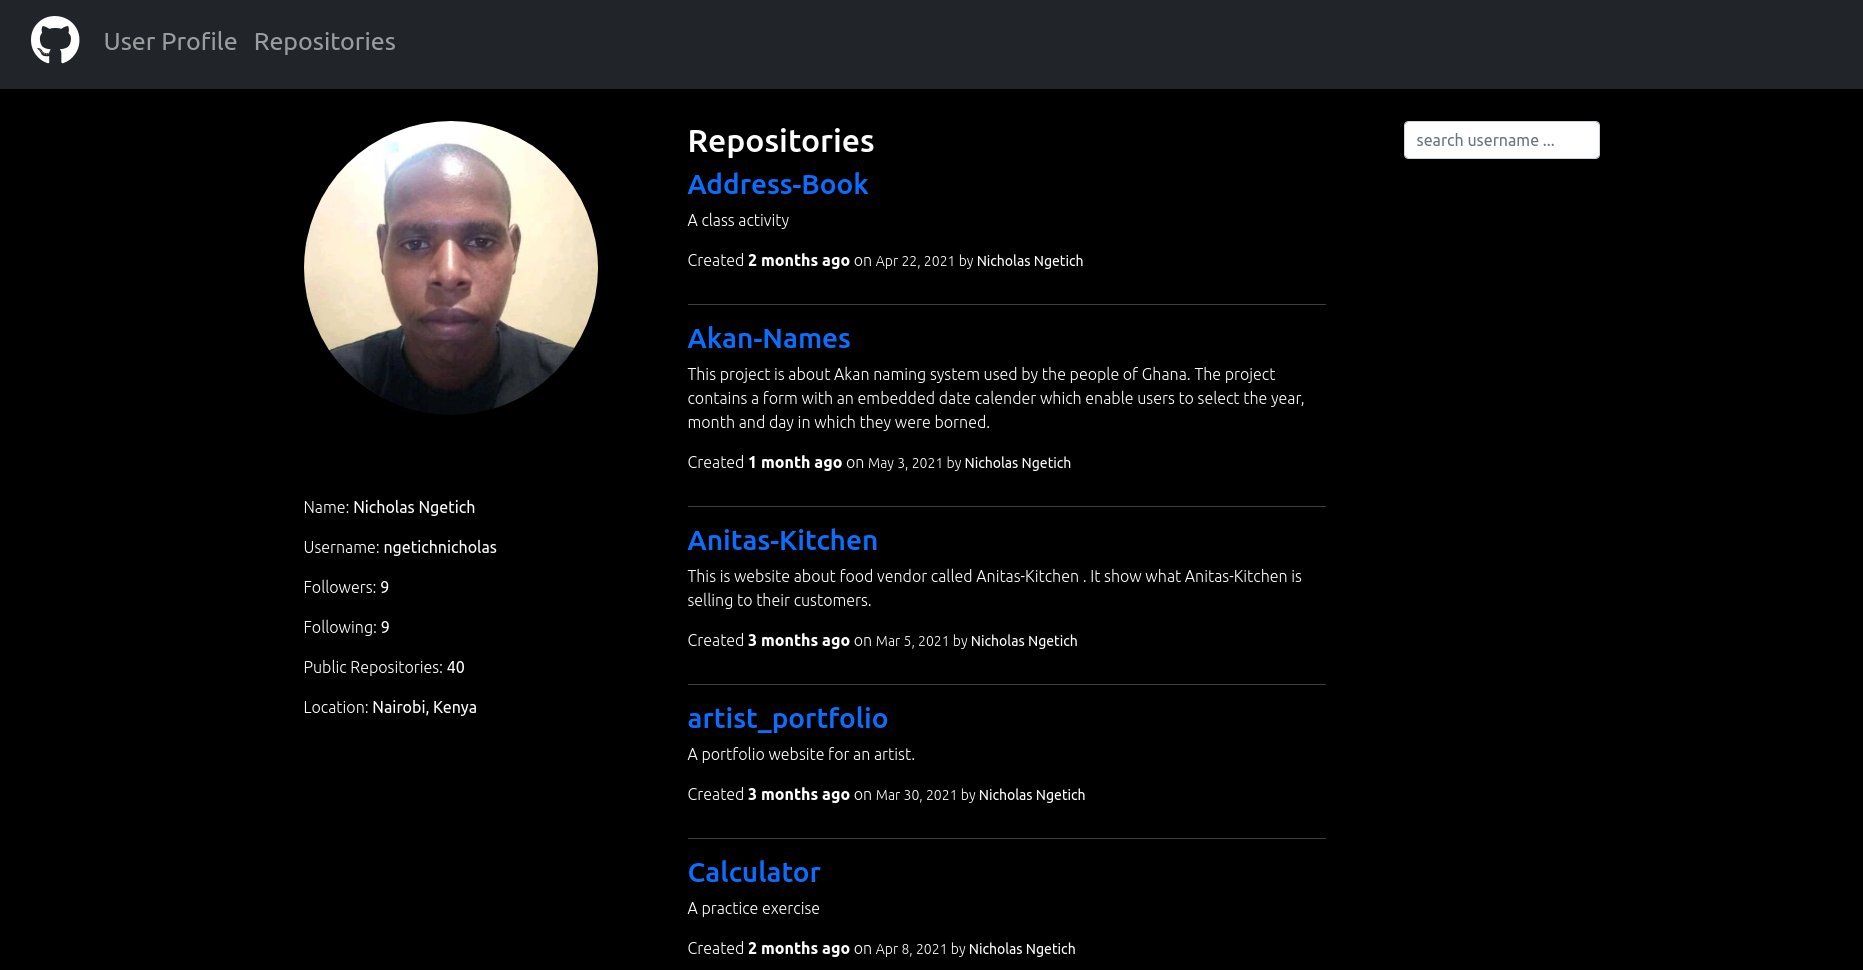 User Profile Repositories
Name: Nicholas Ngetich
Username: ngetichnicholas
Followers: 9
Following: 9
Public Repositories: 40
Location: Nairobi, Kenya
Repositories
Address-Book
A class activity
Created 2 months ago on Apr 22, 2021 by Nicholas Ngetich
Akan-Names
This project is about Akan naming system used by the people of Ghana. The project
contains a form with an embedded date calender which enable users to select the year,
month and day in which they were borned.
Created 1 month ago on May 3, 2021 by Nicholas Ngetich
Anitas-Kitchen
This is website about food vendor called Anitas-Kitchen . It show what Anitas-Kitchen is
selling to their customers.
Created 3 months ago on Mar 5, 2021 by Nicholas Ngetich
artist_portfolio
A portfolio website for an artist.
Created 3 months ago on Mar 30, 2021 by Nicholas Ngetich
Calculator
A practice exercise
Created 2 months ago on Apr 8, 2021 by Nicholas Ngetich
search username ...